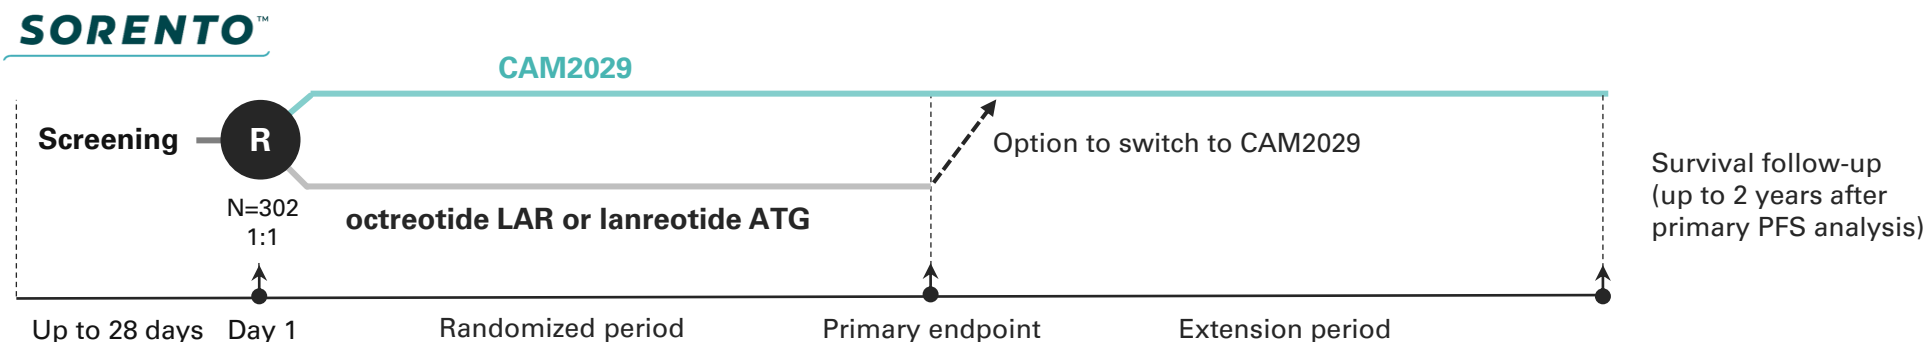 SORENTO™
CAM2029
Screening
R
Option to switch to CAM2029
N=302
1:1
octreotide LAR or lanreotide ATG
Survival follow-up
(up to 2 years after
primary PFS analysis)
Up to 28 days
Day 1
Randomized period
Primary endpoint
Extension period